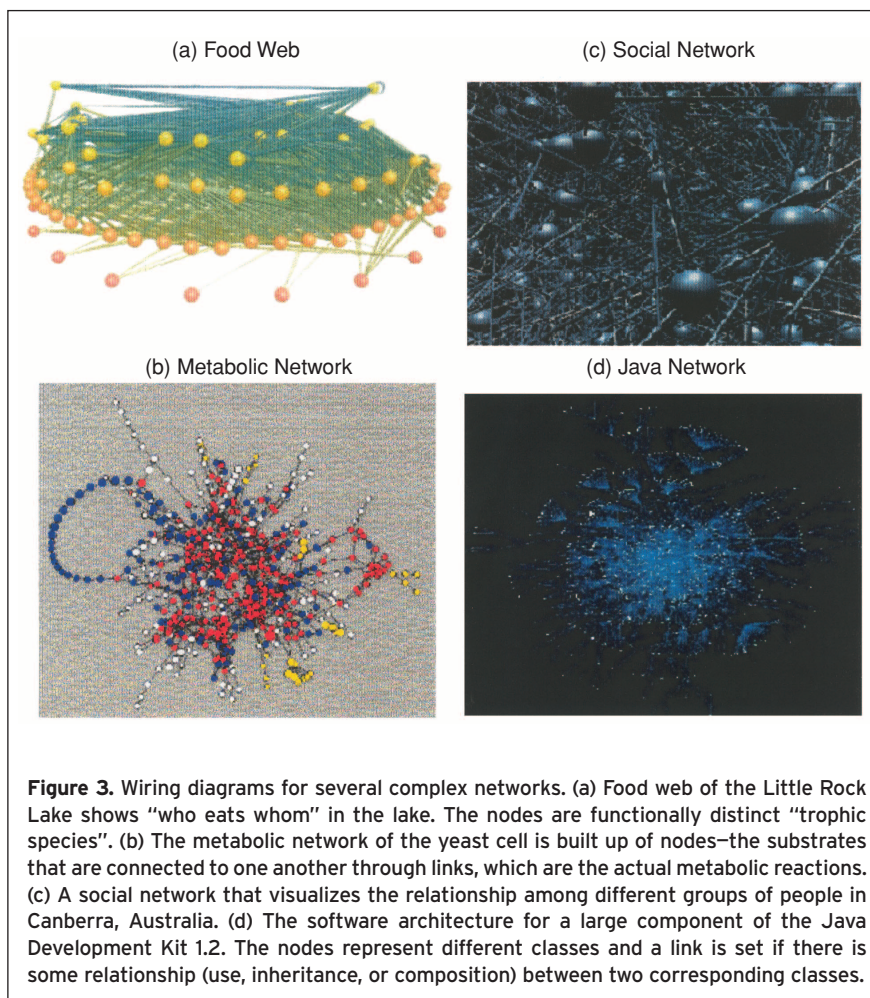 (a) Food Web
(c) Social Network
(b) Metabolic Network
(d) Java Network
Figure 3. Wiring diagrams for several complex networks. (a) Food web of the Little Rock
Lake shows “who eats whom” in the lake. The nodes are functionally distinct “trophic
species”. (b) The metabolic network of the yeast cell is built up of nodes—the substrates
that are connected to one another through links, which are the actual metabolic reactions.
(c) A social network that visualizes the relationship among different groups of people in
Canberra, Australia. (d) The software architecture for a large component of the Java
Development Kit 1.2. The nodes represent different classes and a link is set if there is
some relationship (use, inheritance, or composition) between two corresponding classes.